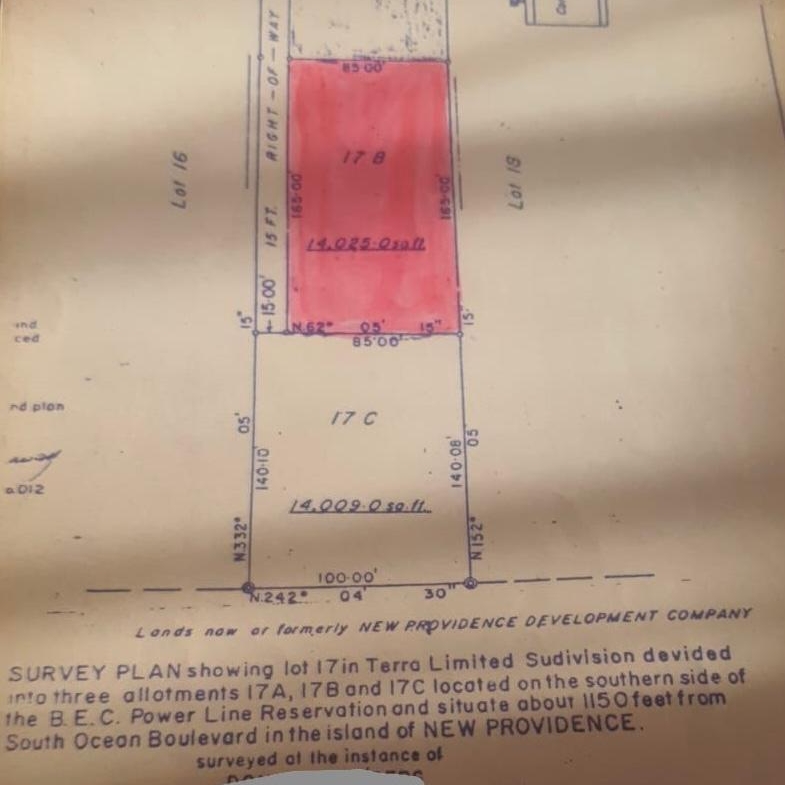 85·00'
RIGHT — OF — WAY
15 FT.
Lot 16
17 B
165·00'
165·00'
14,025·0 sq ft
←15·00'
15"
15"
N.62° 05' 15"
85'00'
and
ced
nd plan
a.012
17 C
05'
05'
140·10'
140·08'
14,009·0 sq.ft.
N.332°
N 152°
100·00'
N.242° 04' 30"
Lands now or formerly NEW PROVIDENCE DEVELOPMENT COMPANY
SURVEY PLAN showing lot 17 in Terra Limited Sudivision devided
into three allotments 17A, 17B and 17C located on the southern side of
the B. E. C. Power Line Reservation and situate about 1150 feet from
South Ocean Boulevard in the island of NEW PROVIDENCE.
surveyed at the instance of